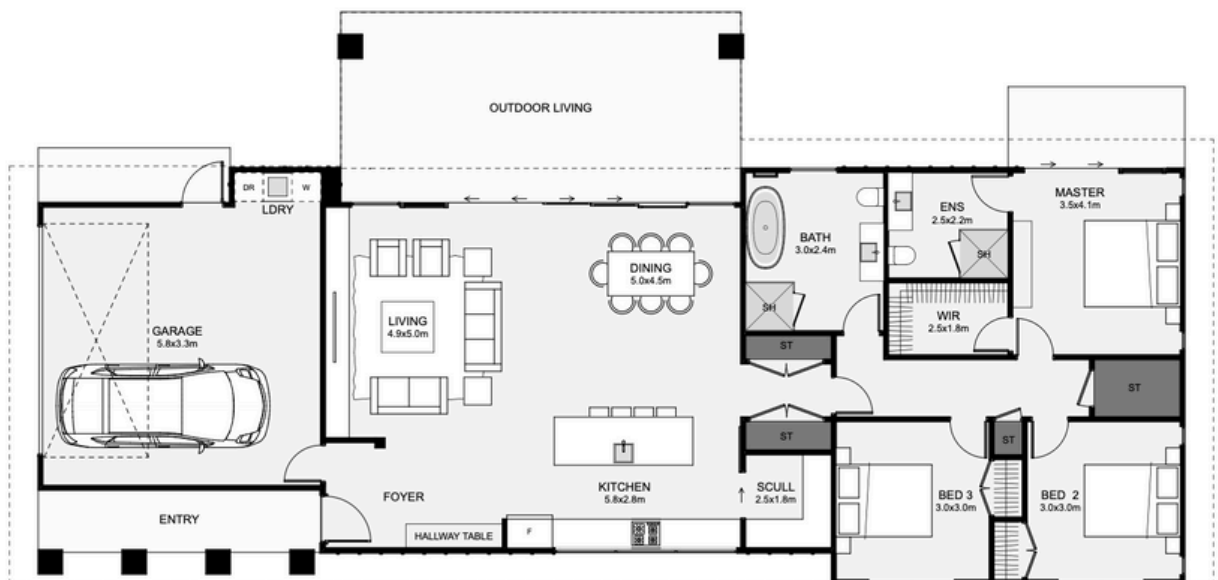 OUTDOOR LIVING
DR
W
LDRY
MASTER
3.5x4.1m
ENS
2.5x2.2m
BATH
3.0x2.4m
SH
DINING
5.0x4.5m
SH
WIR
2.5x1.8m
LIVING
4.9x5.0m
GARAGE
5.8x3.3m
ST
ST
ST
ST
KITCHEN
5.8x2.8m
SCULL
2.5x1.8m
FOYER
BED 3
3.0x3.0m
BED 2
3.0x3.0m
ENTRY
HALLWAY TABLE
F